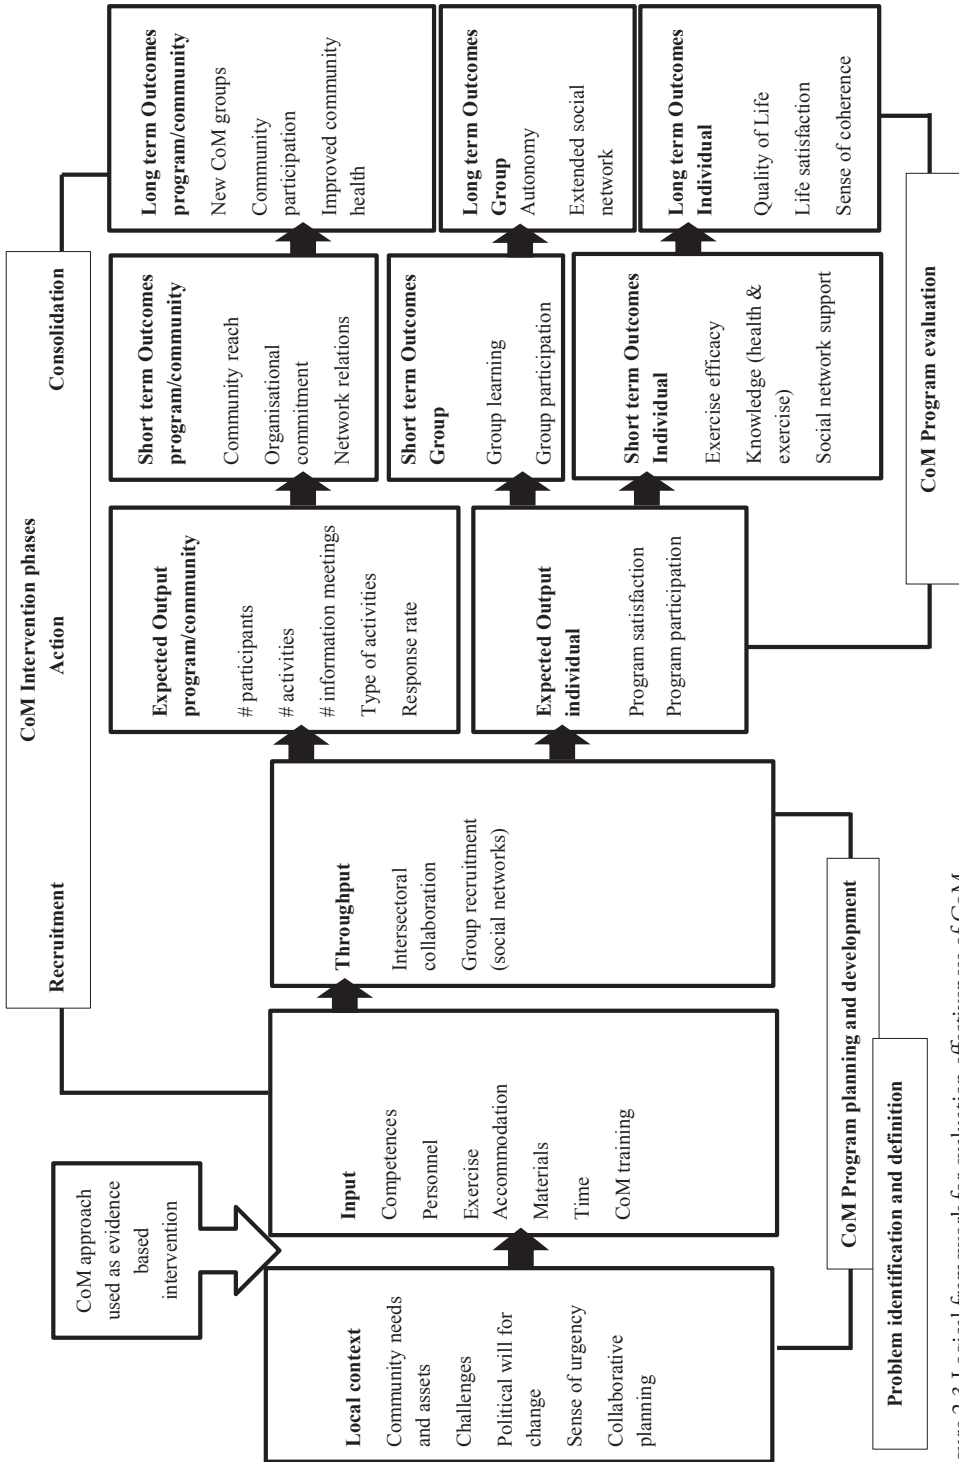 CoM Intervention phases
Recruitment Action Consolidation
CoM approach
used as evidence
based
intervention
Local context
Community needs
and assets
Challenges
Political will for
change
Sense of urgency
Collaborative
planning
Input
Competences
Personnel
Exercise
Accommodation
Materials
Time
CoM training
Throughput
Intersectoral
collaboration
Group recruitment
(social networks)
Expected Output
program/community
# participants
# activities
# information meetings
Type of activities
Response rate
Expected Output
individual
Program satisfaction
Program participation
Short term Outcomes
program/community
Community reach
Organisational
commitment
Network relations
Short term Outcomes
Group
Group learning
Group participation
Short term Outcomes
Individual
Exercise efficacy
Knowledge (health &
exercise)
Social network support
Long term Outcomes
program/community
New CoM groups
Community
participation
Improved community
health
Long term Outcomes
Group
Autonomy
Extended social
network
Long term Outcomes
Individual
Quality of Life
Life satisfaction
Sense of coherence
CoM Program planning and development
Problem identification and definition
CoM Program evaluation